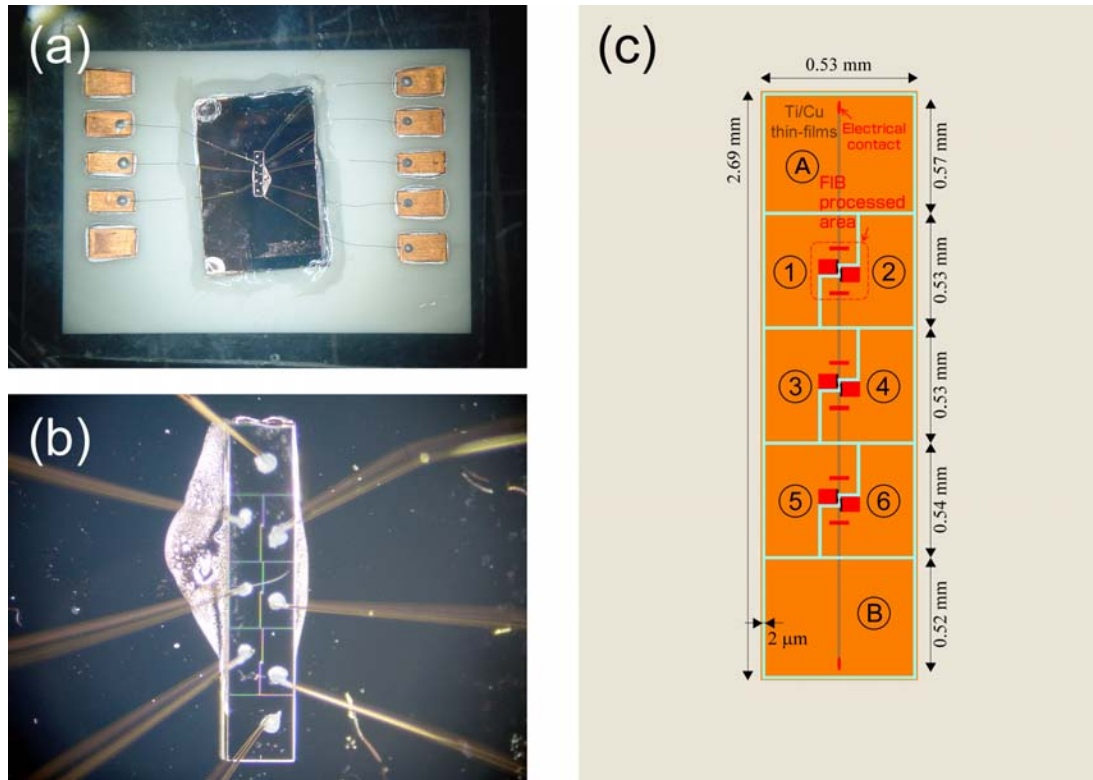 (a)
(b)
(c)
0.53 mm
2.69 mm
Ti/Cu
thin-films
Electrical
contact
A
0.57 mm
FIB
processed
area
1
2
0.53 mm
3
4
0.53 mm
5
6
0.54 mm
B
0.52 mm
2 μm